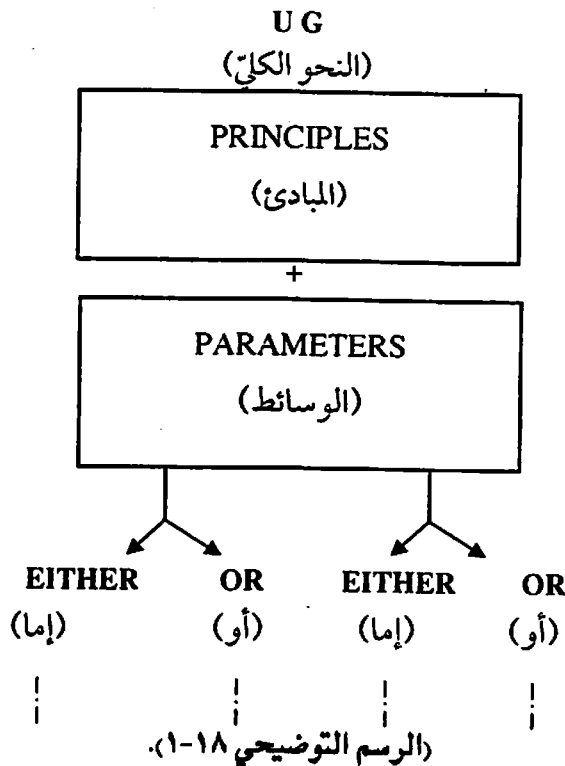 U G
(النحو الكليّ)
PRINCIPLES
(المبادئ)
+
PARAMETERS
(الوسائط)
EITHER OR EITHER OR
(إما) (أو) (إما) (أو)
(الرسم التوضيحي ١٨-١).